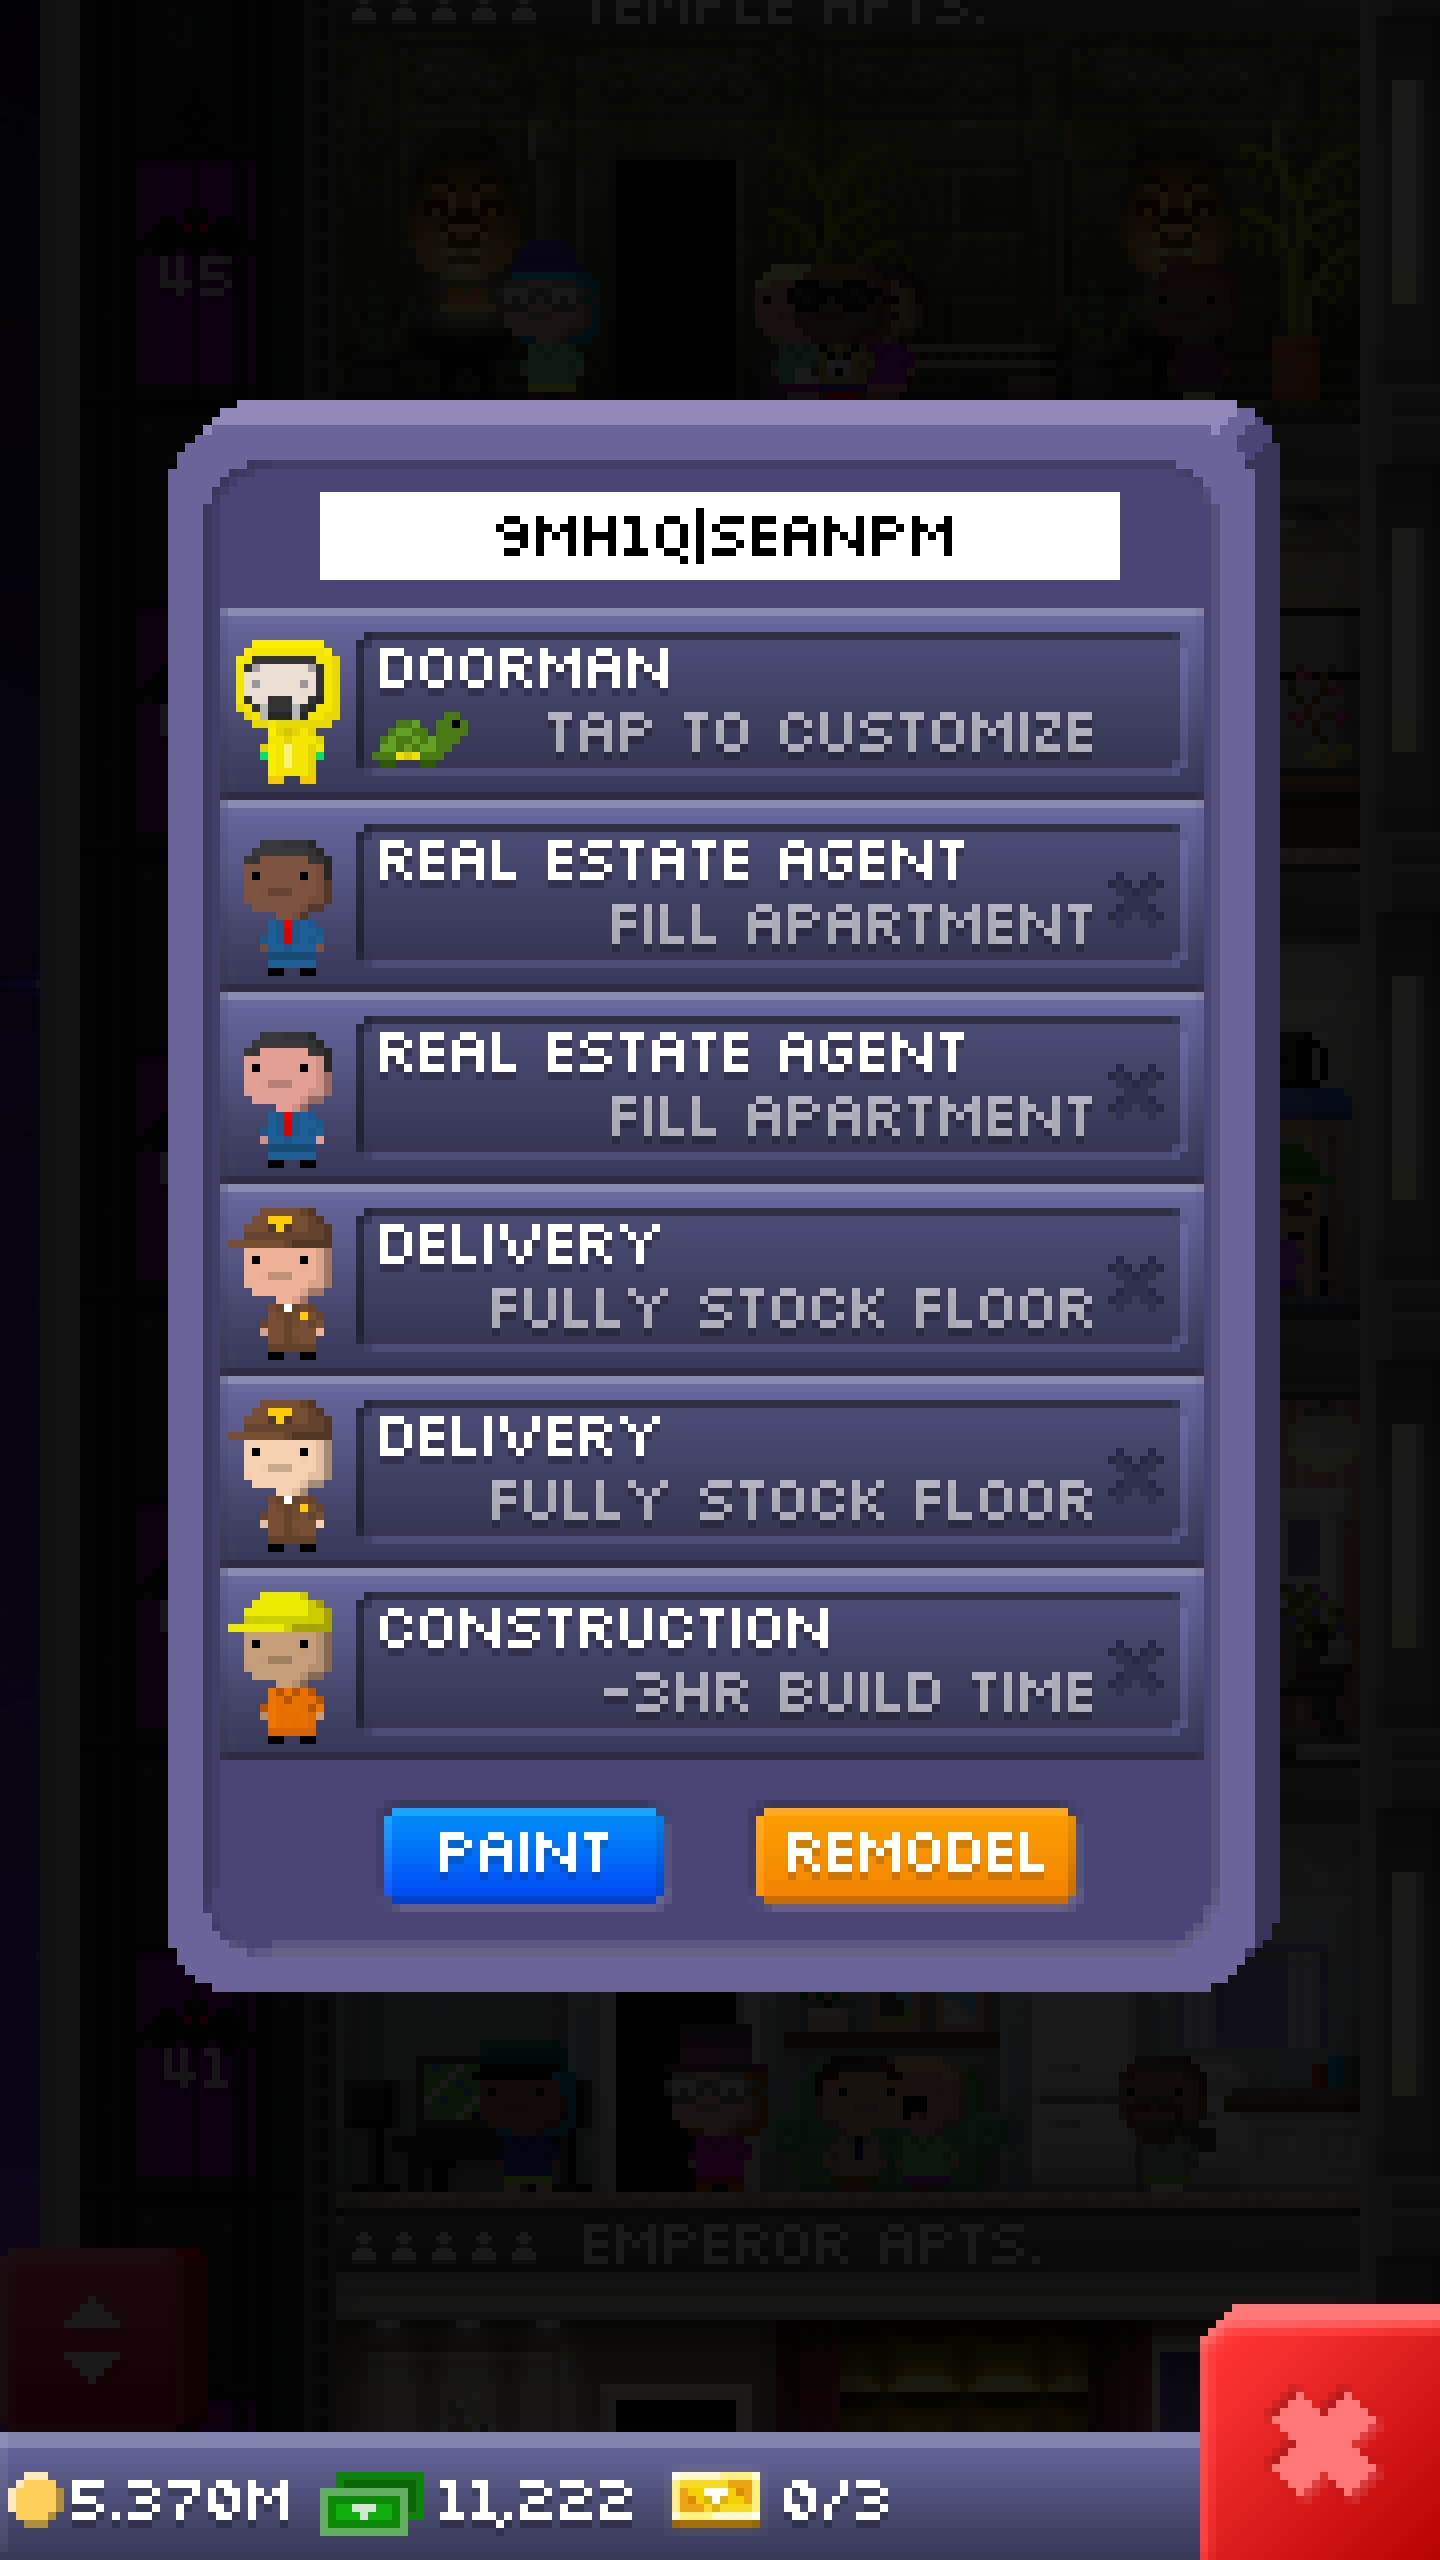 TEMPLE APTS.
45
9MH1Q|SEANPM
DOORMAN
TAP TO CUSTOMIZE
REAL ESTATE AGENT
FILL APARTMENT
REAL ESTATE AGENT
FILL APARTMENT
DELIVERY
FULLY STOCK FLOOR
DELIVERY
FULLY STOCK FLOOR
CONSTRUCTION
-3HR BUILD TIME
PAINT REMODEL
41
EMPEROR APTS.
5.370M 11,222 0/3